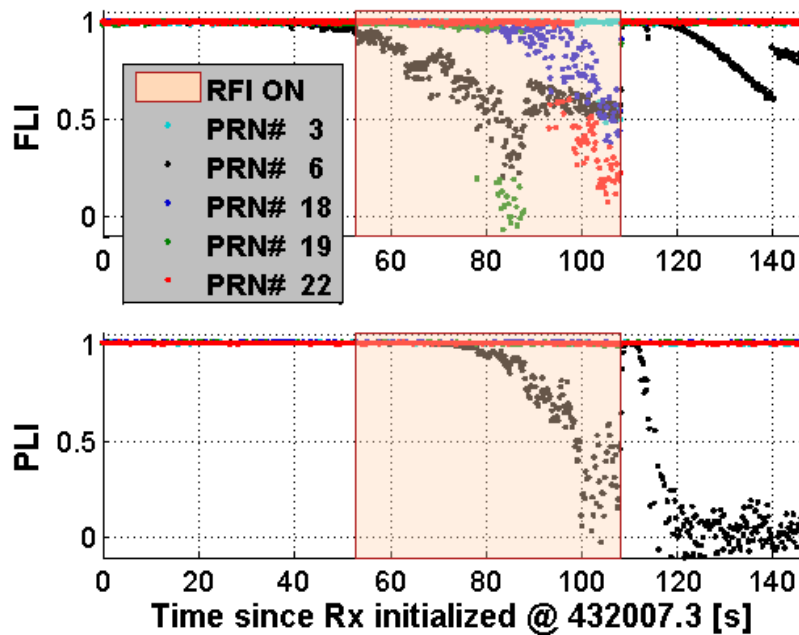 1
0.5
0
FLI
RFI ON
PRN# 3
PRN# 6
PRN# 18
PRN# 19
PRN# 22
0 60 80 100 120 140
1
0.5
0
PLI
0 20 40 60 80 100 120 140
Time since Rx initialized @ 432007.3 [s]